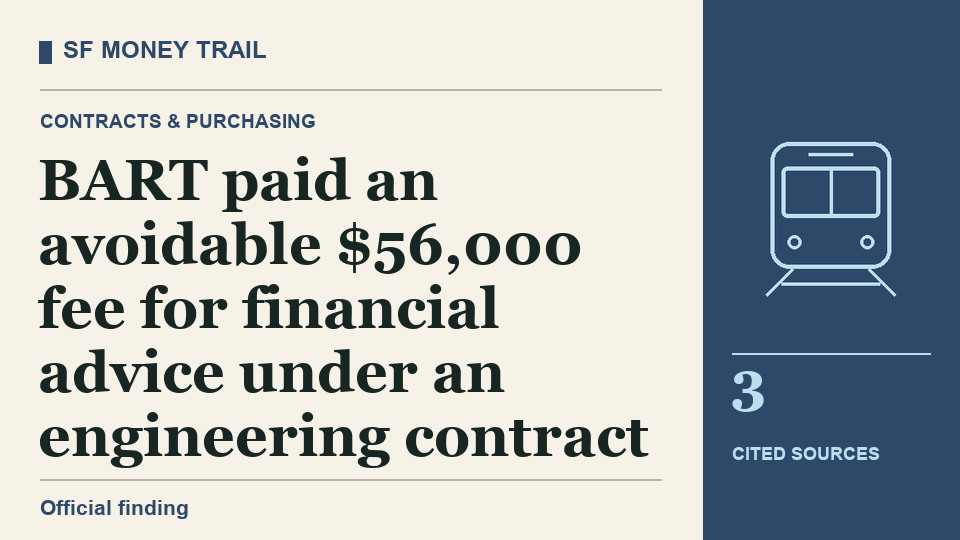 SF MONEY TRAIL
CONTRACTS & PURCHASING
BART paid an
avoidable $56,000
fee for financial
advice under an
engineering contract
Official finding
3
CITED SOURCES